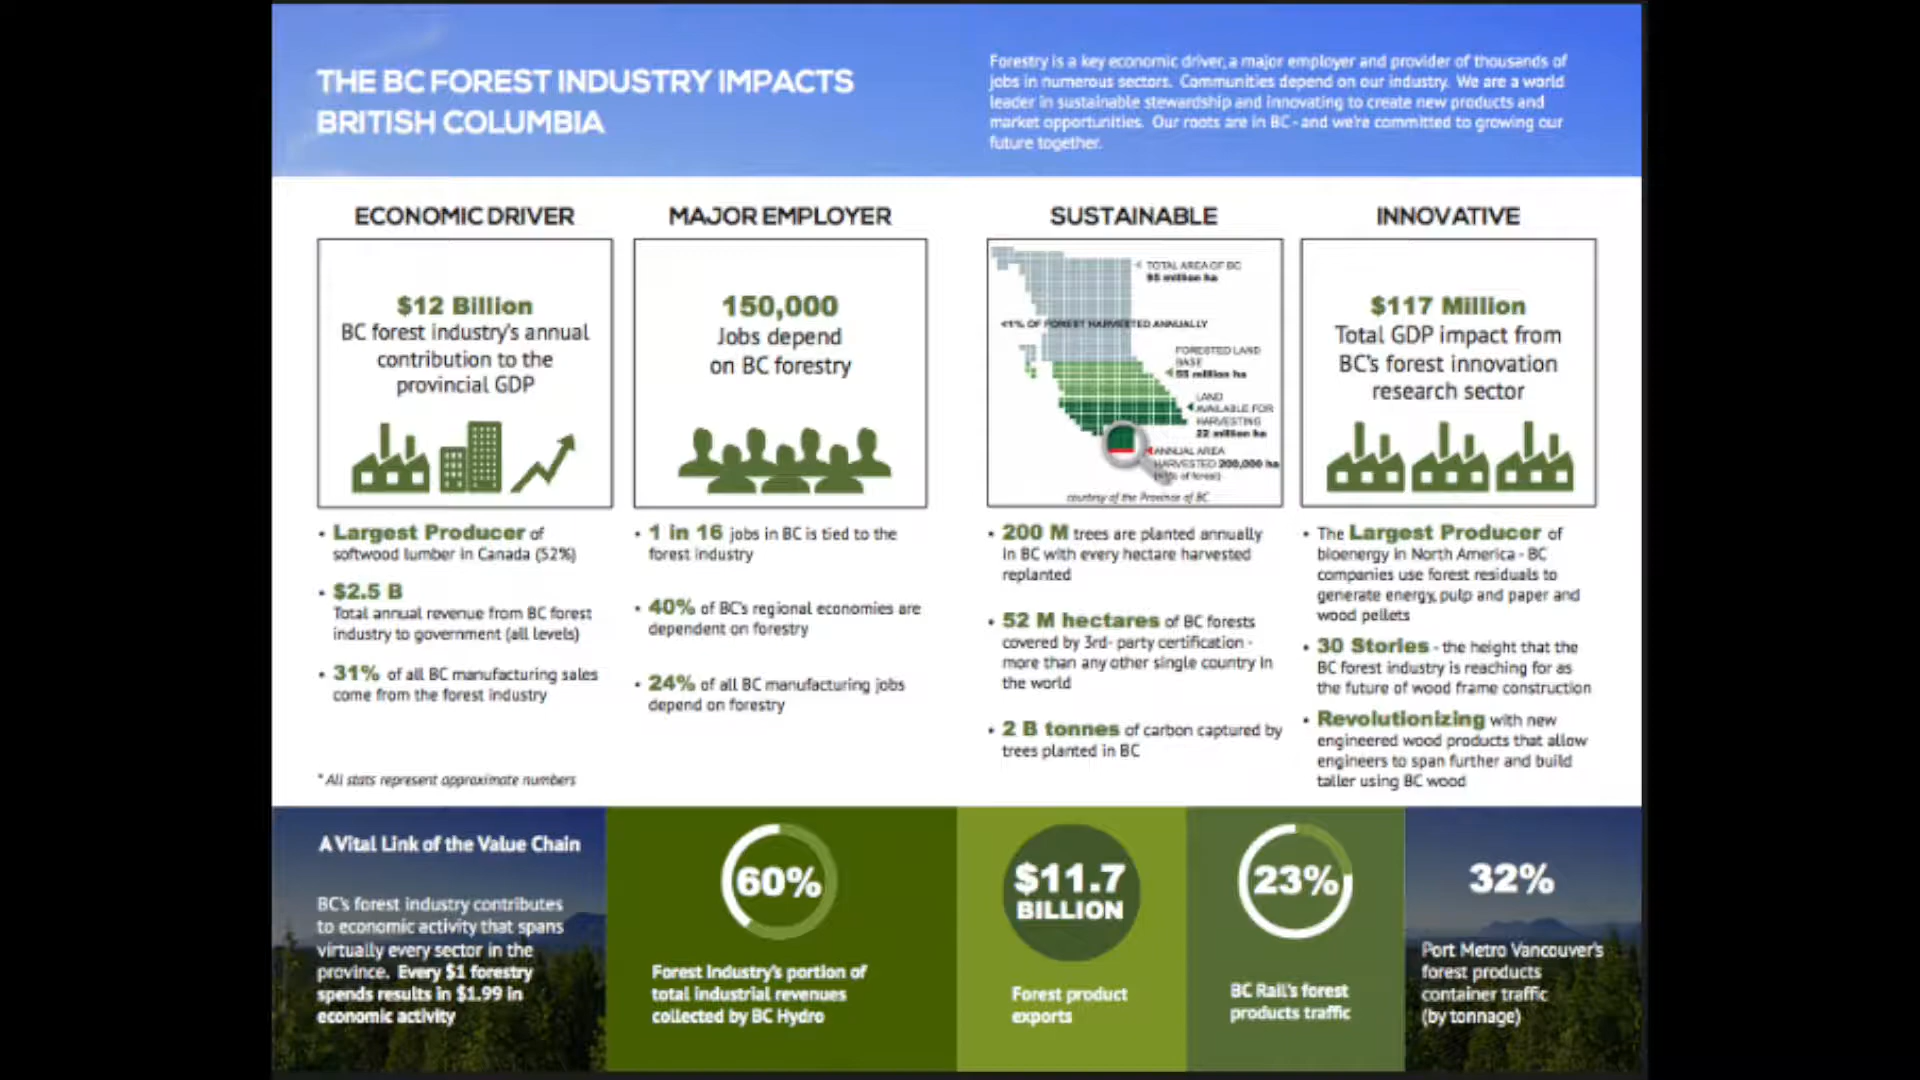 THE BC FOREST INDUSTRY IMPACTS
BRITISH COLUMBIA
Forestry is a key economic driver, a major employer and provider of thousands of
jobs in numerous sectors. Communities depend on our industry. We are a world
leader in sustainable stewardship and innovating to create new products and
market opportunities. Our roots are in BC - and we're committed to growing our
future together.
ECONOMIC DRIVER
$12 Billion
BC forest industry's annual
contribution to the
provincial GDP
• Largest Producer of
softwood lumber in Canada (52%)
• $2.5 B
Total annual revenue from BC forest
industry to government (all levels)
• 31% of all BC manufacturing sales
come from the forest industry
* All stats represent approximate numbers
MAJOR EMPLOYER
150,000
Jobs depend
on BC forestry
• 1 in 16 jobs in BC is tied to the
forest industry
• 40% of BC's regional economies are
dependent on forestry
• 24% of all BC manufacturing jobs
depend on forestry
SUSTAINABLE
TOTAL AREA OF BC
95 million ha
<1% OF FOREST HARVESTED ANNUALLY
FORESTED LAND
BASE
55 million ha
LAND
AVAILABLE FOR
HARVESTING
22 million ha
ANNUAL AREA
HARVESTED 200,000 ha
of forest)
courtesy of the Province of BC
• 200 M trees are planted annually
in BC with every hectare harvested
replanted
• 52 M hectares of BC forests
covered by 3rd- party certification -
more than any other single country in
the world
• 2 B tonnes of carbon captured by
trees planted in BC
INNOVATIVE
$117 Million
Total GDP impact from
BC's forest innovation
research sector
• The Largest Producer of
bioenergy in North America - BC
companies use forest residuals to
generate energy, pulp and paper and
wood pellets
• 30 Stories - the height that the
BC forest industry is reaching for as
the future of wood frame construction
• Revolutionizing with new
engineered wood products that allow
engineers to span further and build
taller using BC wood
A Vital Link of the Value Chain
BC's forest industry contributes
to economic activity that spans
virtually every sector in the
province. Every $1 forestry
spends results in $1.99 in
economic activity
60%
Forest Industry's portion of
total industrial revenues
collected by BC Hydro
$11.7
BILLION
Forest product
exports
23%
BC Rail's forest
products traffic
32%
Port Metro Vancouver's
forest products
container traffic
(by tonnage)